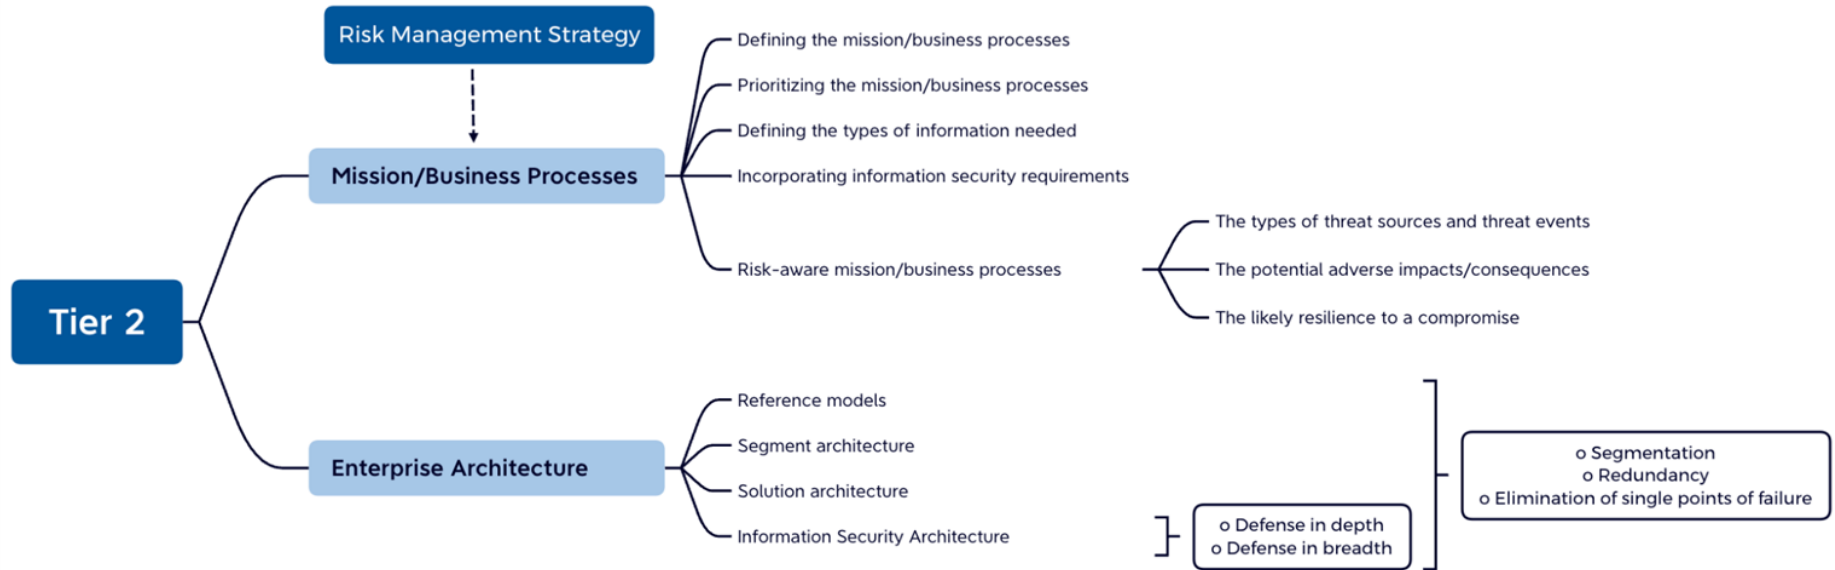 Risk Management Strategy
Defining the mission/business processes
Prioritizing the mission/business processes
Defining the types of information needed
Mission/Business Processes
Incorporating information security requirements
The types of threat sources and threat events
Risk-aware mission/business processes
The potential adverse impacts/consequences
The likely resilience to a compromise
Tier 2
Reference models
Segment architecture
Enterprise Architecture
Solution architecture
Information Security Architecture
o Defense in depth
o Defense in breadth
o Segmentation
o Redundancy
o Elimination of single points of failure